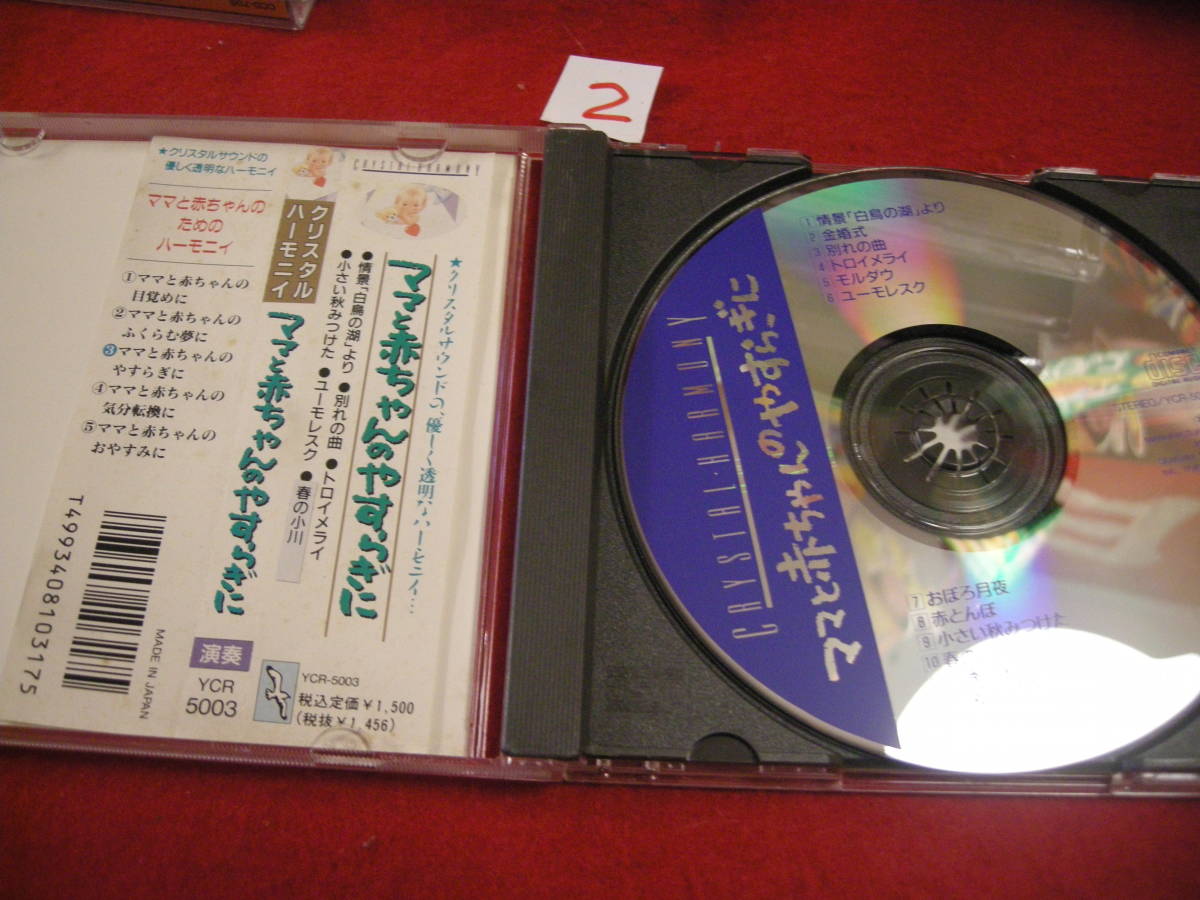 2
★クリスタルサウンドの
優しく透明なハーモニィ
ママと赤ちゃんの
ための
ハーモニィ
①ママと赤ちゃんの
目覚めに
②ママと赤ちゃんの
ふくらむ夢に
③ママと赤ちゃんの
やすらぎに
④ママと赤ちゃんの
気分転換に
⑤ママと赤ちゃんの
おやすみに
T4993408103175
MADE IN JAPAN
クリスタル
ハーモニィ
ママと赤ちゃんのやすらぎに
演奏
YCR
5003
CRYSTAL・HARMONY
★クリスタルサウンドの、優しく透明なハーモニィ…
ママと赤ちゃんのやすらぎに
●情景「白鳥の湖」より ●別れの曲 ●トロイメライ
●小さい秋みつけた ●ユーモレスク ●春の小川
YCR-5003
税込定価¥1,500
(税抜¥1,456)
1 情景「白鳥の湖」より
2 金婚式
3 別れの曲
4 トロイメライ
5 モルダウ
6 ユーモレスク
CRYSTAL・HARMONY
ママと赤ちゃんのやすらぎに
7 おぼろ月夜
8 赤とんぼ
9 小さい秋みつけた
10 春